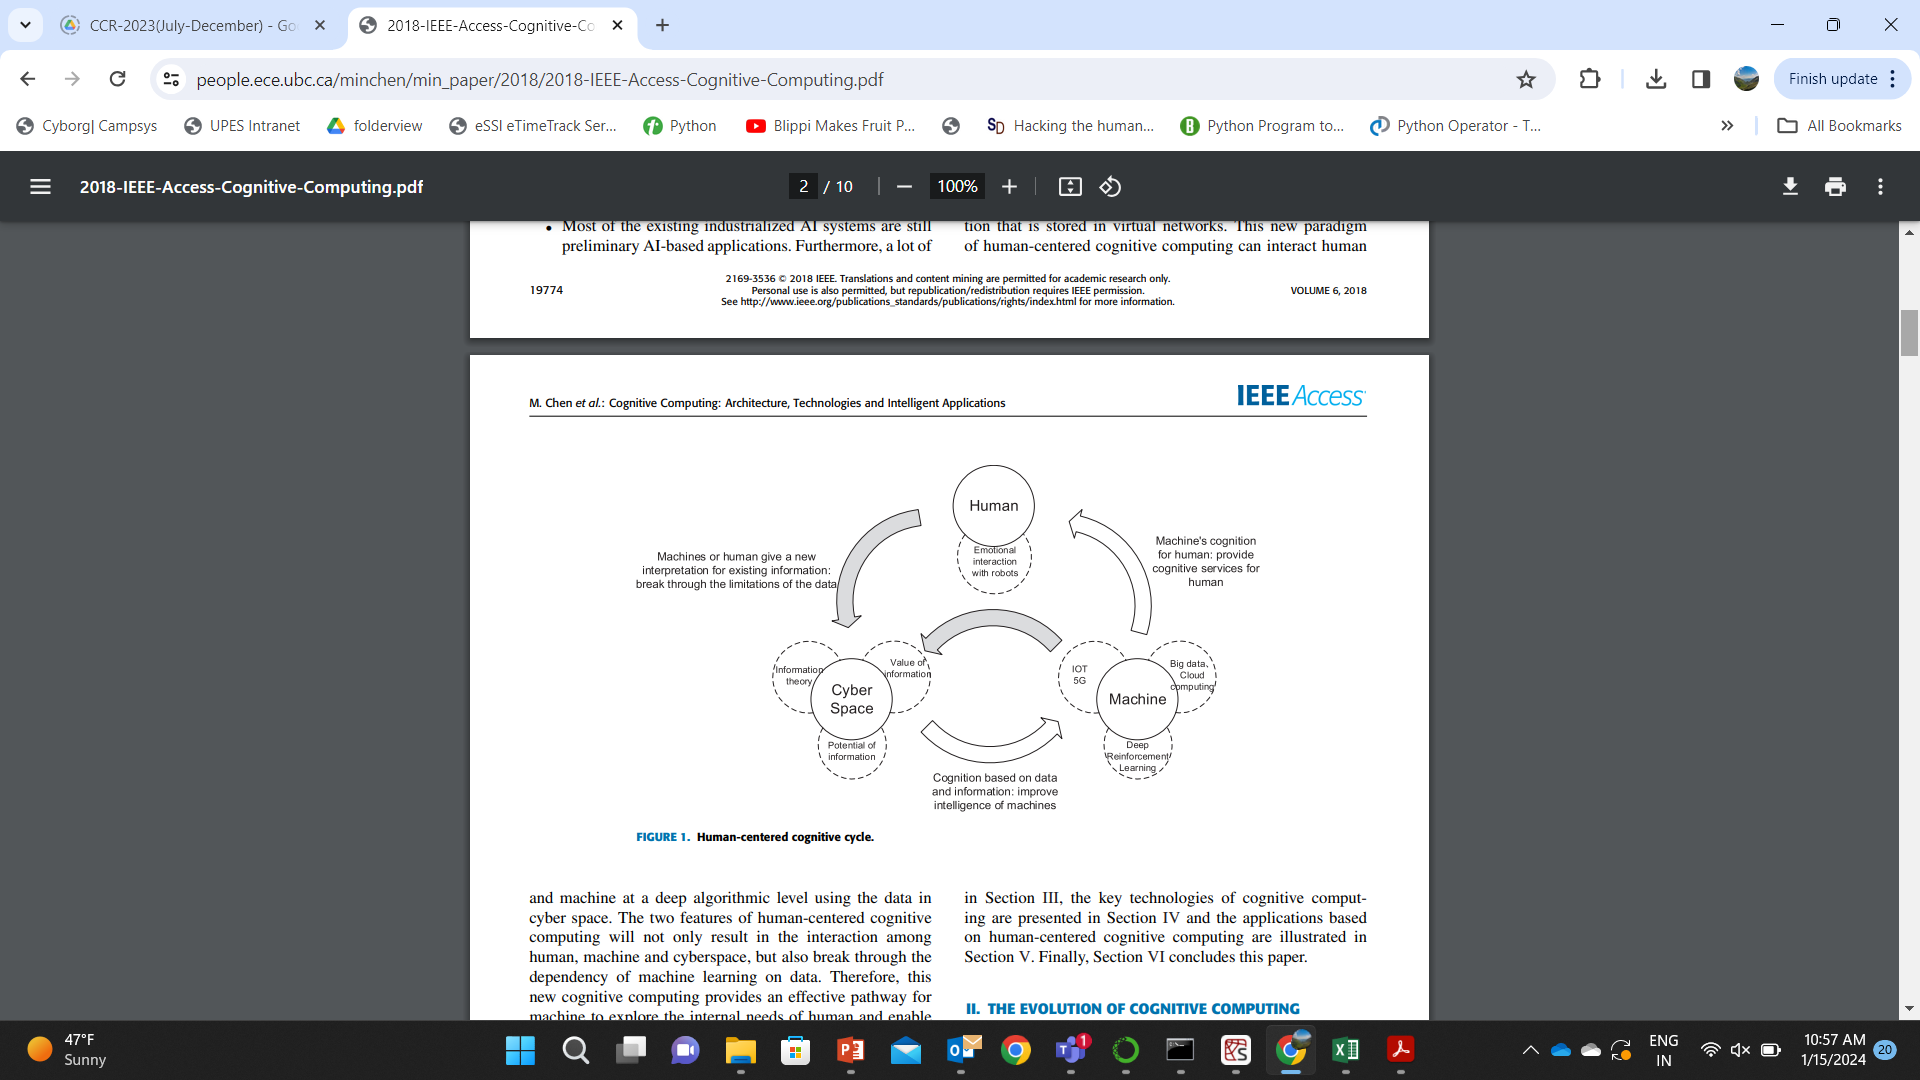 CCR-2023(July-December) - Go
2018-IEEE-Access-Cognitive-Co
people.ece.ubc.ca/minchen/min_paper/2018/2018-IEEE-Access-Cognitive-Computing.pdf
Finish update
Cyborg| Campsys
UPES Intranet
folderview
eSSl eTimeTrack Ser...
Python
Blippi Makes Fruit P...
SD Hacking the human...
Python Program to...
Python Operator - T...
All Bookmarks
2018-IEEE-Access-Cognitive-Computing.pdf
2 / 10
100%
• Most of the existing industrialized AI systems are still
preliminary AI-based applications. Furthermore, a lot of
tion that is stored in virtual networks. This new paradigm
of human-centered cognitive computing can interact human
19774
2169-3536 © 2018 IEEE. Translations and content mining are permitted for academic research only.
Personal use is also permitted, but republication/redistribution requires IEEE permission.
See http://www.ieee.org/publications_standards/publications/rights/index.html for more information.
VOLUME 6, 2018
M. Chen et al.: Cognitive Computing: Architecture, Technologies and Intelligent Applications
IEEE Access
Human
Emotional
interaction
with robots
Machines or human give a new
interpretation for existing information:
break through the limitations of the data
Machine's cognition
for human: provide
cognitive services for
human
Information
theory
Value of
information
Cyber
Space
Potential of
information
IOT
5G
Big data,
Cloud
computing
Machine
Deep
Reinforcement
Learning
Cognition based on data
and information: improve
intelligence of machines
FIGURE 1. Human-centered cognitive cycle.
and machine at a deep algorithmic level using the data in
cyber space. The two features of human-centered cognitive
computing will not only result in the interaction among
human, machine and cyberspace, but also break through the
dependency of machine learning on data. Therefore, this
new cognitive computing provides an effective pathway for
machine to explore the internal needs of human and enable
in Section III, the key technologies of cognitive comput-
ing are presented in Section IV and the applications based
on human-centered cognitive computing are illustrated in
Section V. Finally, Section VI concludes this paper.
II. THE EVOLUTION OF COGNITIVE COMPUTING
47°F
Sunny
1
ENG
IN
10:57 AM
1/15/2024
20